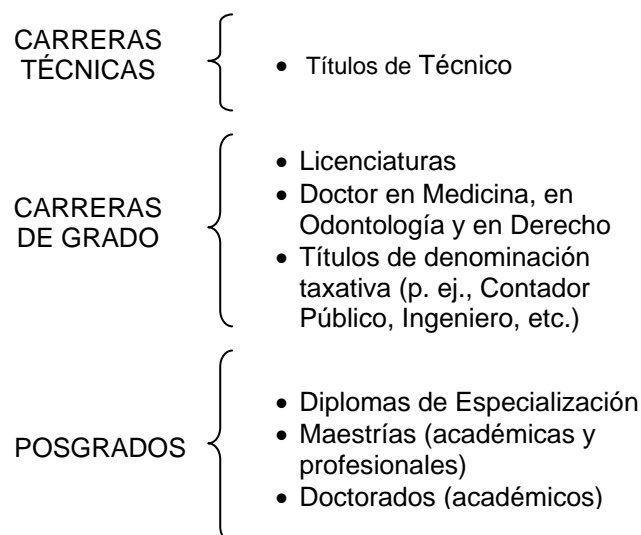 CARRERAS
TÉCNICAS
• Títulos de Técnico
CARRERAS
DE GRADO
• Licenciaturas
• Doctor en Medicina, en
Odontología y en Derecho
• Títulos de denominación
taxativa (p. ej., Contador
Público, Ingeniero, etc.)
POSGRADOS
• Diplomas de Especialización
• Maestrías (académicas y
profesionales)
• Doctorados (académicos)